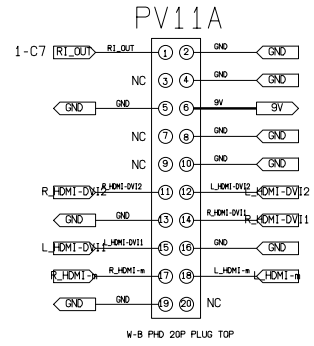 PV11A
1-C7 RI_OUT RI_OUT 1 2 GND GND
NC 3 4 GND GND
GND GND 5 6 9V 9V
NC 7 8 GND GND
NC 9 10 GND GND
R_HDMI-DVI2 R_HDMI-DVI2 11 12 L_HDMI-DVI2 L_HDMI-DVI2
GND GND 13 14 R_HDMI-DVI1 R_HDMI-DVI1
L_HDMI-DVI1 L_HDMI-DVI1 15 16 GND GND
R_HDMI-m R_HDMI-m 17 18 L_HDMI-m L_HDMI-m
GND GND 19 20 NC
W-B PHD 20P PLUG TOP